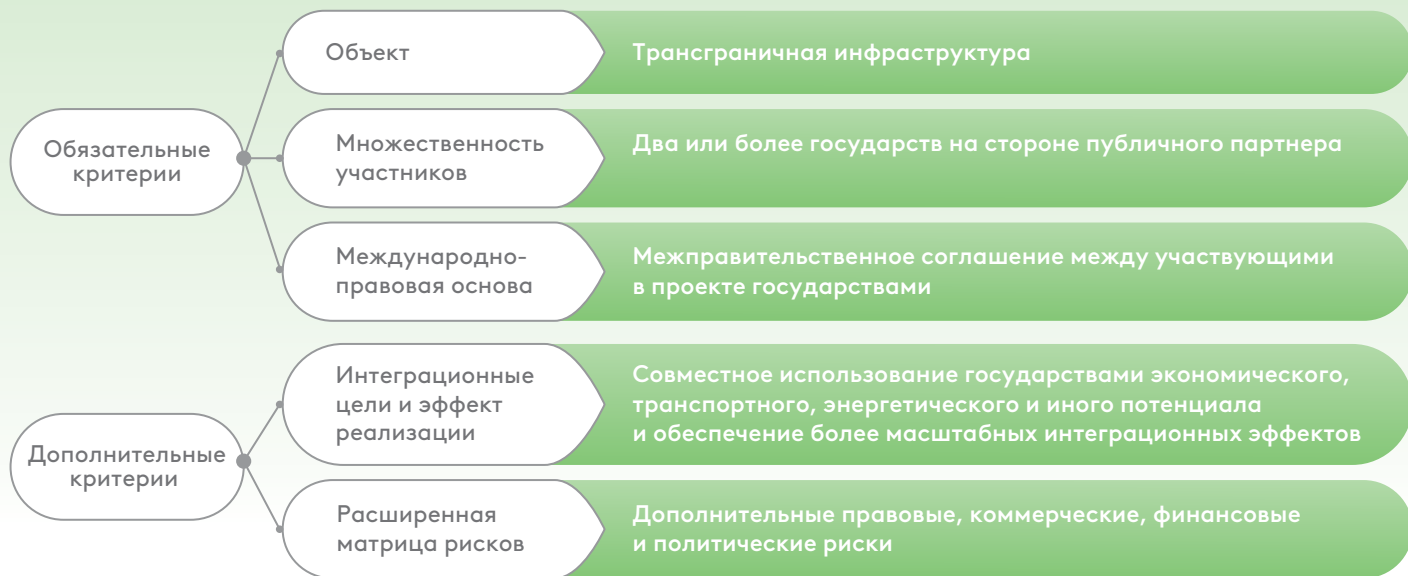 Обязательные
критерии
Объект
Трансграничная инфраструктура
Множественность
участников
Два или более государств на стороне публичного партнера
Международно-
правовая основа
Межправительственное соглашение между участвующими
в проекте государствами
Дополнительные
критерии
Интеграционные
цели и эффект
реализации
Совместное использование государствами экономического,
транспортного, энергетического и иного потенциала
и обеспечение более масштабных интеграционных эффектов
Расширенная
матрица рисков
Дополнительные правовые, коммерческие, финансовые
и политические риски